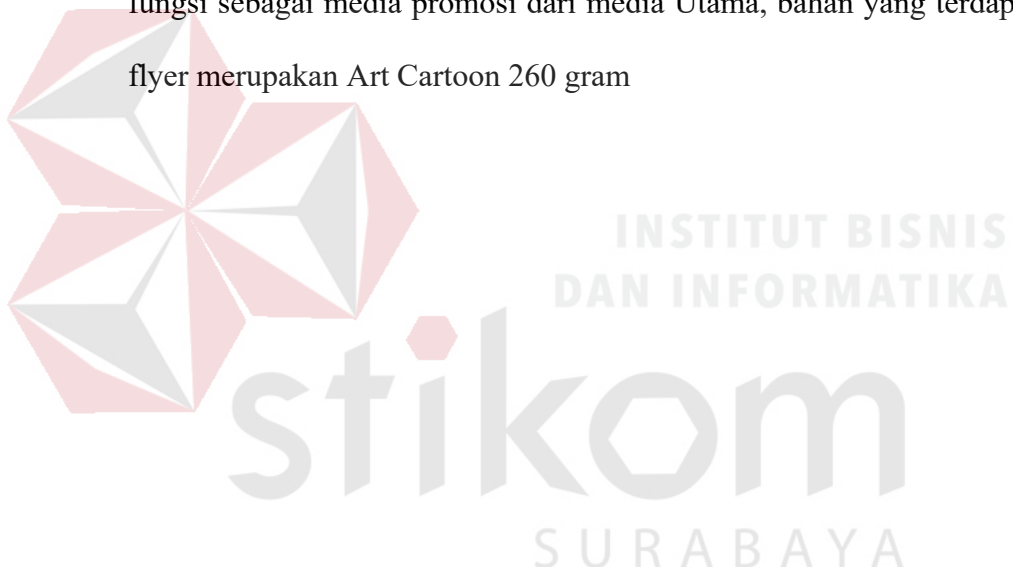 fungsi sebagai media promosi dari media Utama, bahan yang terdap
flyer merupakan Art Cartoon 260 gram
INSTITUT BISNIS
DAN INFORMATIKA
stikom
SURABAYA